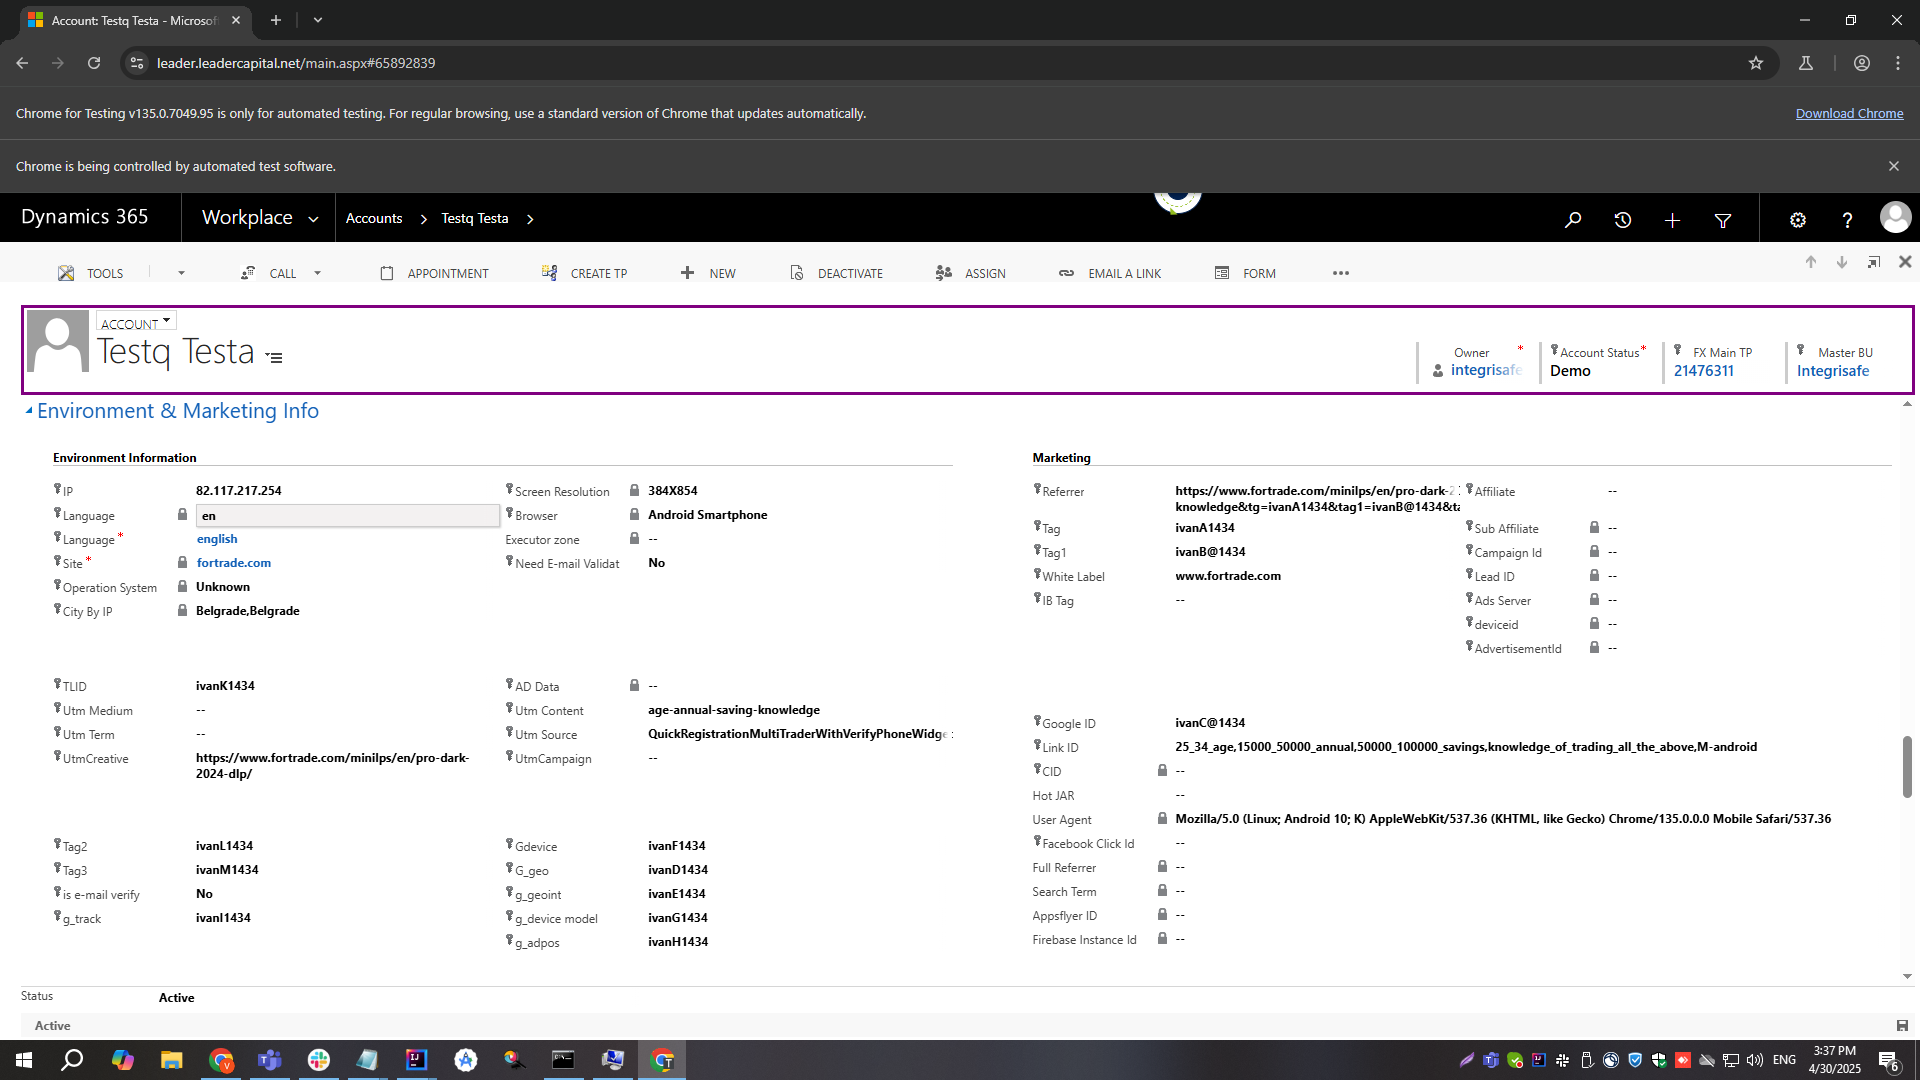 Account: Testq Testa - Microsof
leader.leadercapital.net/main.aspx#65892839
Chrome for Testing v135.0.7049.95 is only for automated testing. For regular browsing, use a standard version of Chrome that updates automatically.
Download Chrome
Chrome is being controlled by automated test software.
Dynamics 365
Workplace
Accounts
Testq Testa
TOOLS
CALL
APPOINTMENT
CREATE TP
NEW
DEACTIVATE
ASSIGN
EMAIL A LINK
FORM
ACCOUNT
Testq Testa
Owner *
integrisafe
Account Status *
Demo
FX Main TP
21476311
Master BU
Integrisafe
Environment & Marketing Info
Environment Information
IP 82.117.217.254
Language en
Language * english
Site * fortrade.com
Operation System Unknown
City By IP Belgrade,Belgrade
Screen Resolution 384X854
Browser Android Smartphone
Executor zone --
Need E-mail Validat No
TLID ivanK1434
Utm Medium --
Utm Term --
UtmCreative https://www.fortrade.com/minilps/en/pro-dark-
2024-dlp/
AD Data --
Utm Content age-annual-saving-knowledge
Utm Source QuickRegistrationMultiTraderWithVerifyPhoneWidge
UtmCampaign --
Tag2 ivanL1434
Tag3 ivanM1434
is e-mail verify No
g_track ivanI1434
Gdevice ivanF1434
G_geo ivanD1434
g_geoint ivanE1434
g_device model ivanG1434
g_adpos ivanH1434
Marketing
Referrer https://www.fortrade.com/minilps/en/pro-dark-2
knowledge&tg=ivanA1434&tag1=ivanB@1434&ta
Tag ivanA1434
Tag1 ivanB@1434
White Label www.fortrade.com
IB Tag --
Affiliate --
Sub Affiliate --
Campaign Id --
Lead ID --
Ads Server --
deviceid --
AdvertisementId --
Google ID ivanC@1434
Link ID 25_34_age,15000_50000_annual,50000_100000_savings,knowledge_of_trading_all_the_above,M-android
CID --
Hot JAR --
User Agent Mozilla/5.0 (Linux; Android 10; K) AppleWebKit/537.36 (KHTML, like Gecko) Chrome/135.0.0.0 Mobile Safari/537.36
Facebook Click Id --
Full Referrer --
Search Term --
Appsflyer ID --
Firebase Instance Id --
Status Active
Active
ENG
3:37 PM
4/30/2025
6